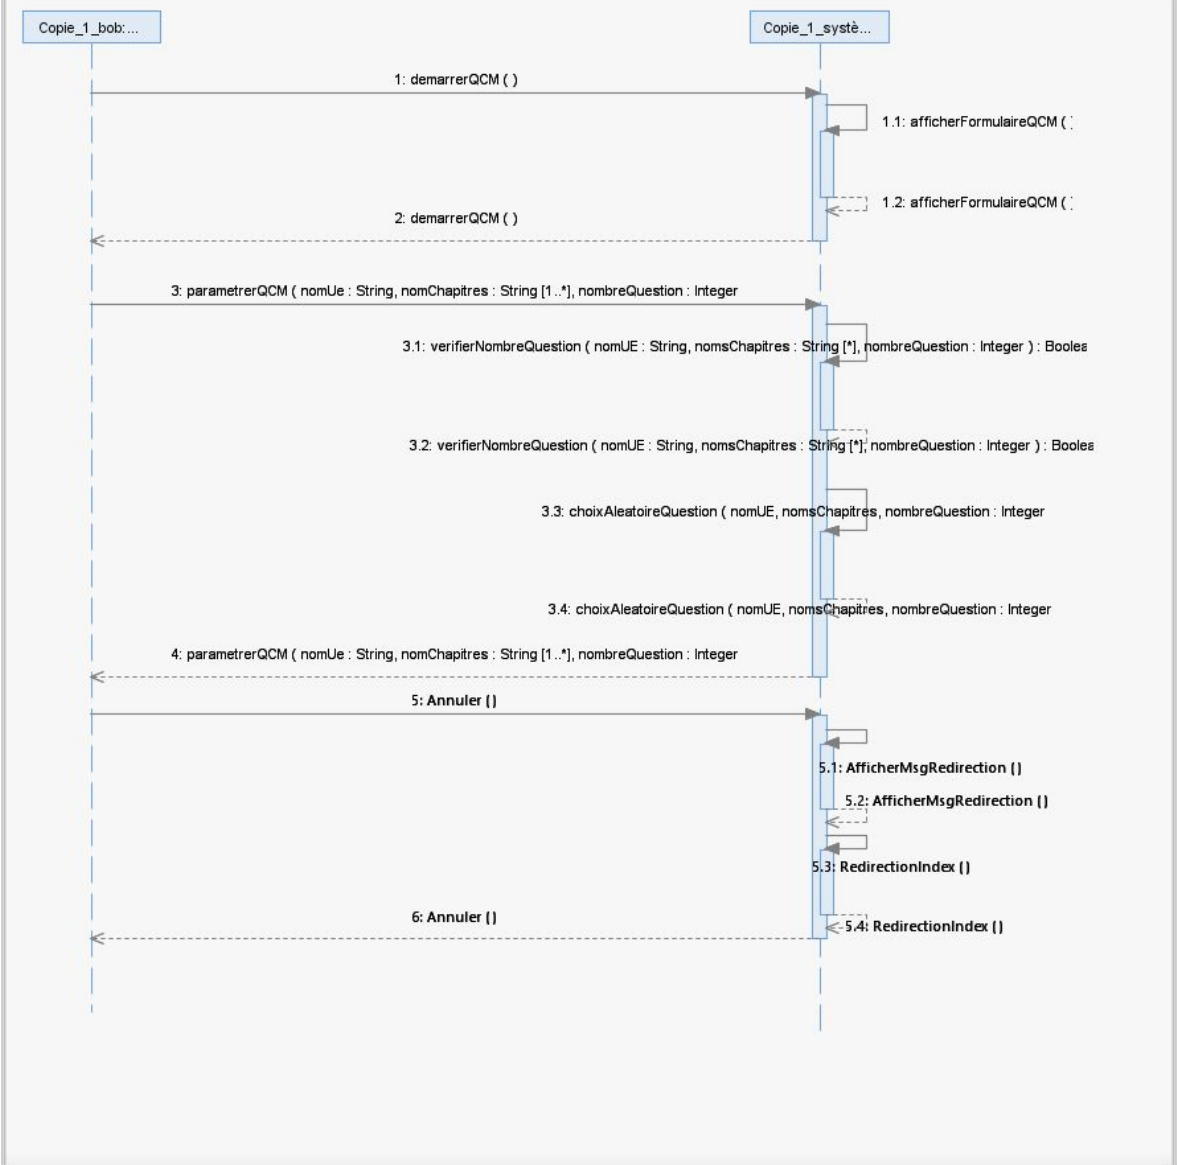 Copie_1_bob:...
Copie_1_systè...
1: demarrerQCM ( )
1.1: afficherFormulaireQCM (
1.2: afficherFormulaireQCM (
2: demarrerQCM ( )
3: parametrerQCM ( nomUe : String, nomChapitres : String [1..*], nombreQuestion : Integer
3.1: verifierNombreQuestion ( nomUE : String, nomsChapitres : String [*], nombreQuestion : Integer ) : Boolea
3.2: verifierNombreQuestion ( nomUE : String, nomsChapitres : String [*], nombreQuestion : Integer ) : Boolea
3.3: choixAleatoireQuestion ( nomUE, nomsChapitres, nombreQuestion : Integer
3.4: choixAleatoireQuestion ( nomUE, nomsChapitres, nombreQuestion : Integer
4: parametrerQCM ( nomUe : String, nomChapitres : String [1..*], nombreQuestion : Integer
5: Annuler ()
5.1: AfficherMsgRedirection ()
5.2: AfficherMsgRedirection ()
5.3: RedirectionIndex ()
6: Annuler ()
5.4: RedirectionIndex ()